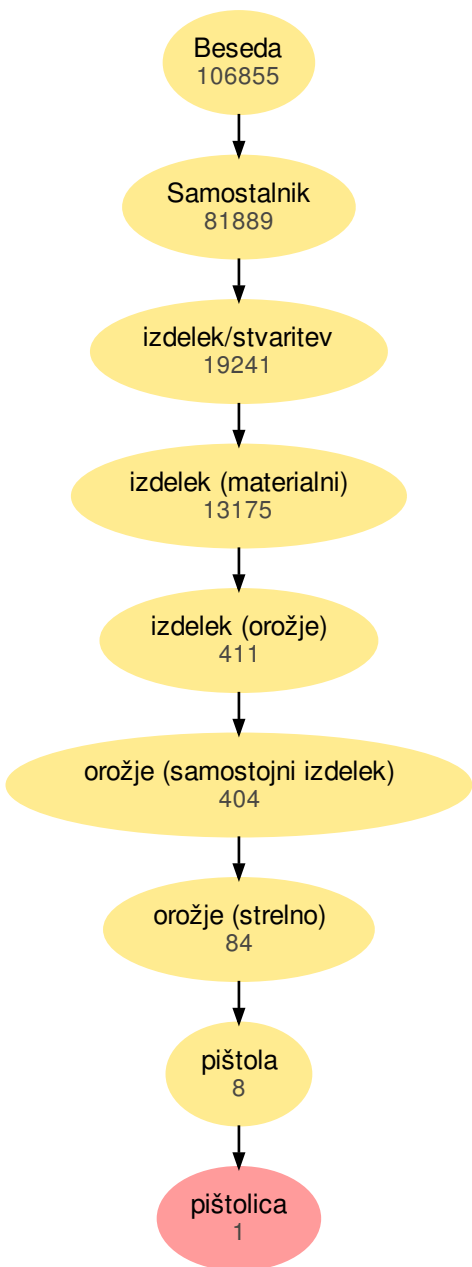 Beseda
106855
Samostalnik
81889
izdelek/stvaritev
19241
izdelek (materialni)
13175
izdelek (orožje)
411
orožje (samostojni izdelek)
404
orožje (strelno)
84
pištola
8
pištolica
1